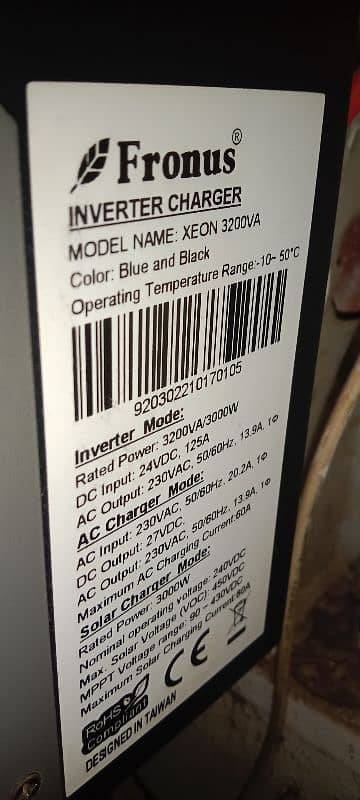 Fronus®
INVERTER CHARGER
MODEL NAME: XEON 3200VA
Color: Blue and Black
Operating Temperature Range:-10~ 50°C
920302210170105
Inverter Mode:
Rated Power: 3200VA/3000W
DC Input: 24VDC, 125A
AC Output: 230VAC, 50/60Hz, 13.9A, 1Φ
AC Charger Mode:
AC Input: 230VAC, 50/60Hz, 20.2A, 1Φ
DC Output: 27VDC,
AC Output: 230VAC, 50/60Hz, 13.9A, 1Φ
Maximum AC Charging Current:60A
Solar Charger Mode:
Rated Power: 3000W
Nominal operating voltage: 240VDC
Max. Solar Voltage (VOC): 450VDC
MPPT Voltage range: 90 ~ 430VDC
Maximum Solar Charging Current:80A
RoHS
Compliant
CE
DESIGNED IN TAIWAN